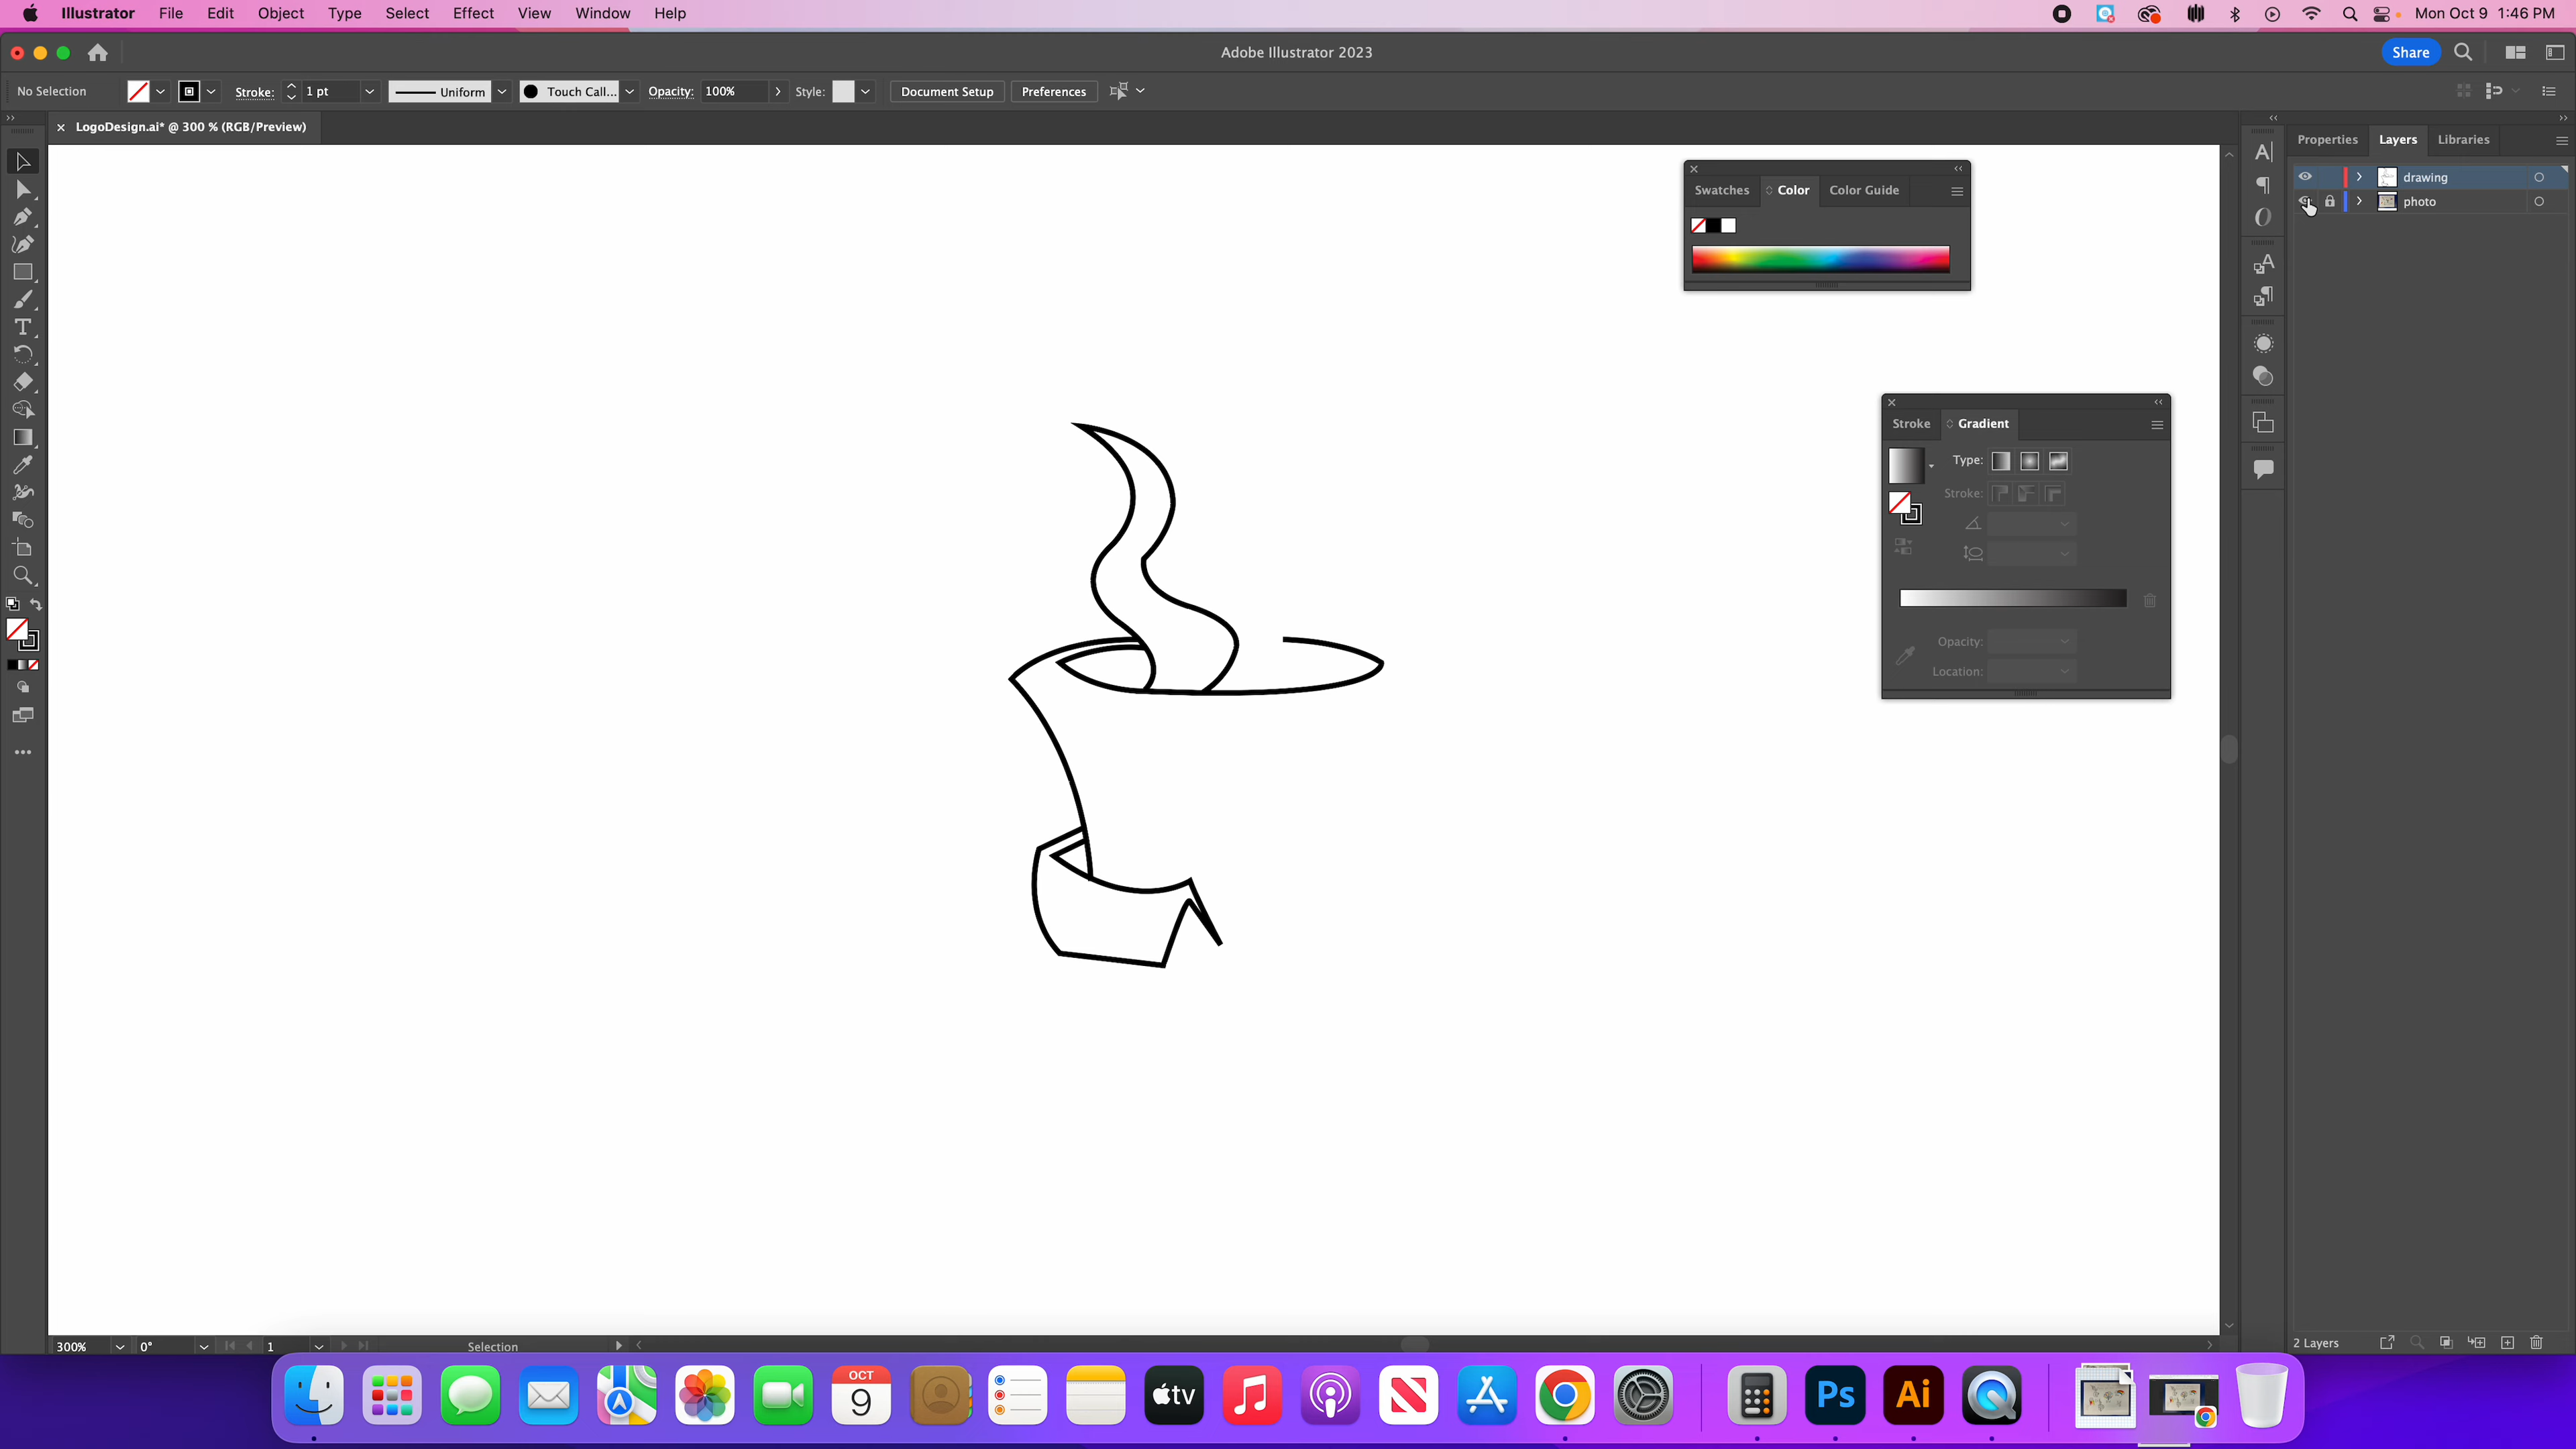 Illustrator File Edit Object Type Select Effect View Window Help Mon Oct 9 1:46 PM
Adobe Illustrator 2023 Share
No Selection Stroke: 1 pt Uniform Touch Call... Opacity: 100% Style: Document Setup Preferences
LogoDesign.ai* @ 300 % (RGB/Preview)
Properties Layers Libraries
drawing
photo
Swatches Color Color Guide
Stroke Gradient
Type:
Stroke:
Opacity:
Location:
300% 0° 1 Selection
2 Layers
OCT
9
tv
Ps
Ai